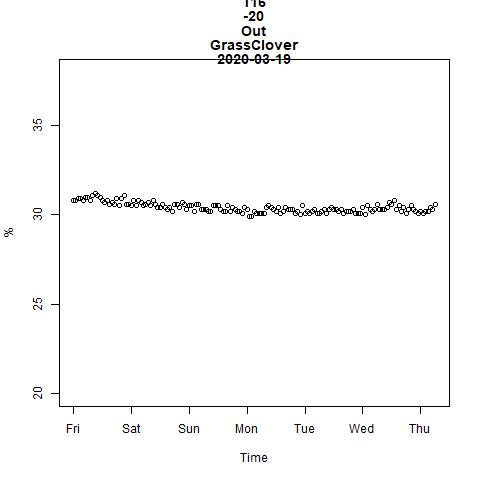 T16
-20
Out
GrassClover
2020-03-19
35
30
25
20
%
Fri Sat Sun Mon Tue Wed Thu
Time